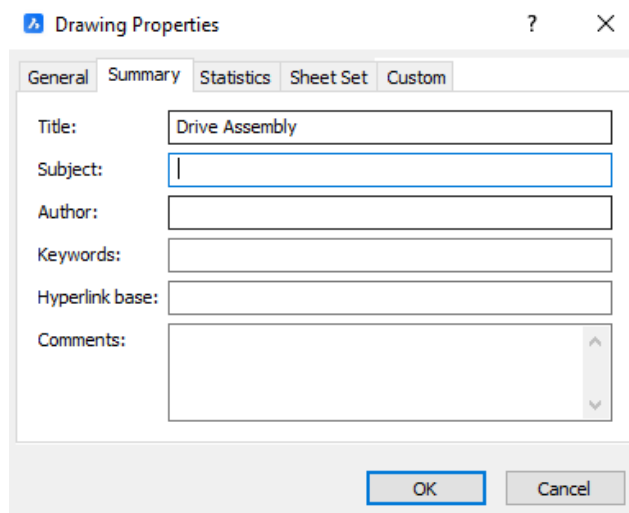 Drawing Properties ?
General Summary Statistics Sheet Set Custom
Title: Drive Assembly
Subject:
Author:
Keywords:
Hyperlink base:
Comments:
OK Cancel